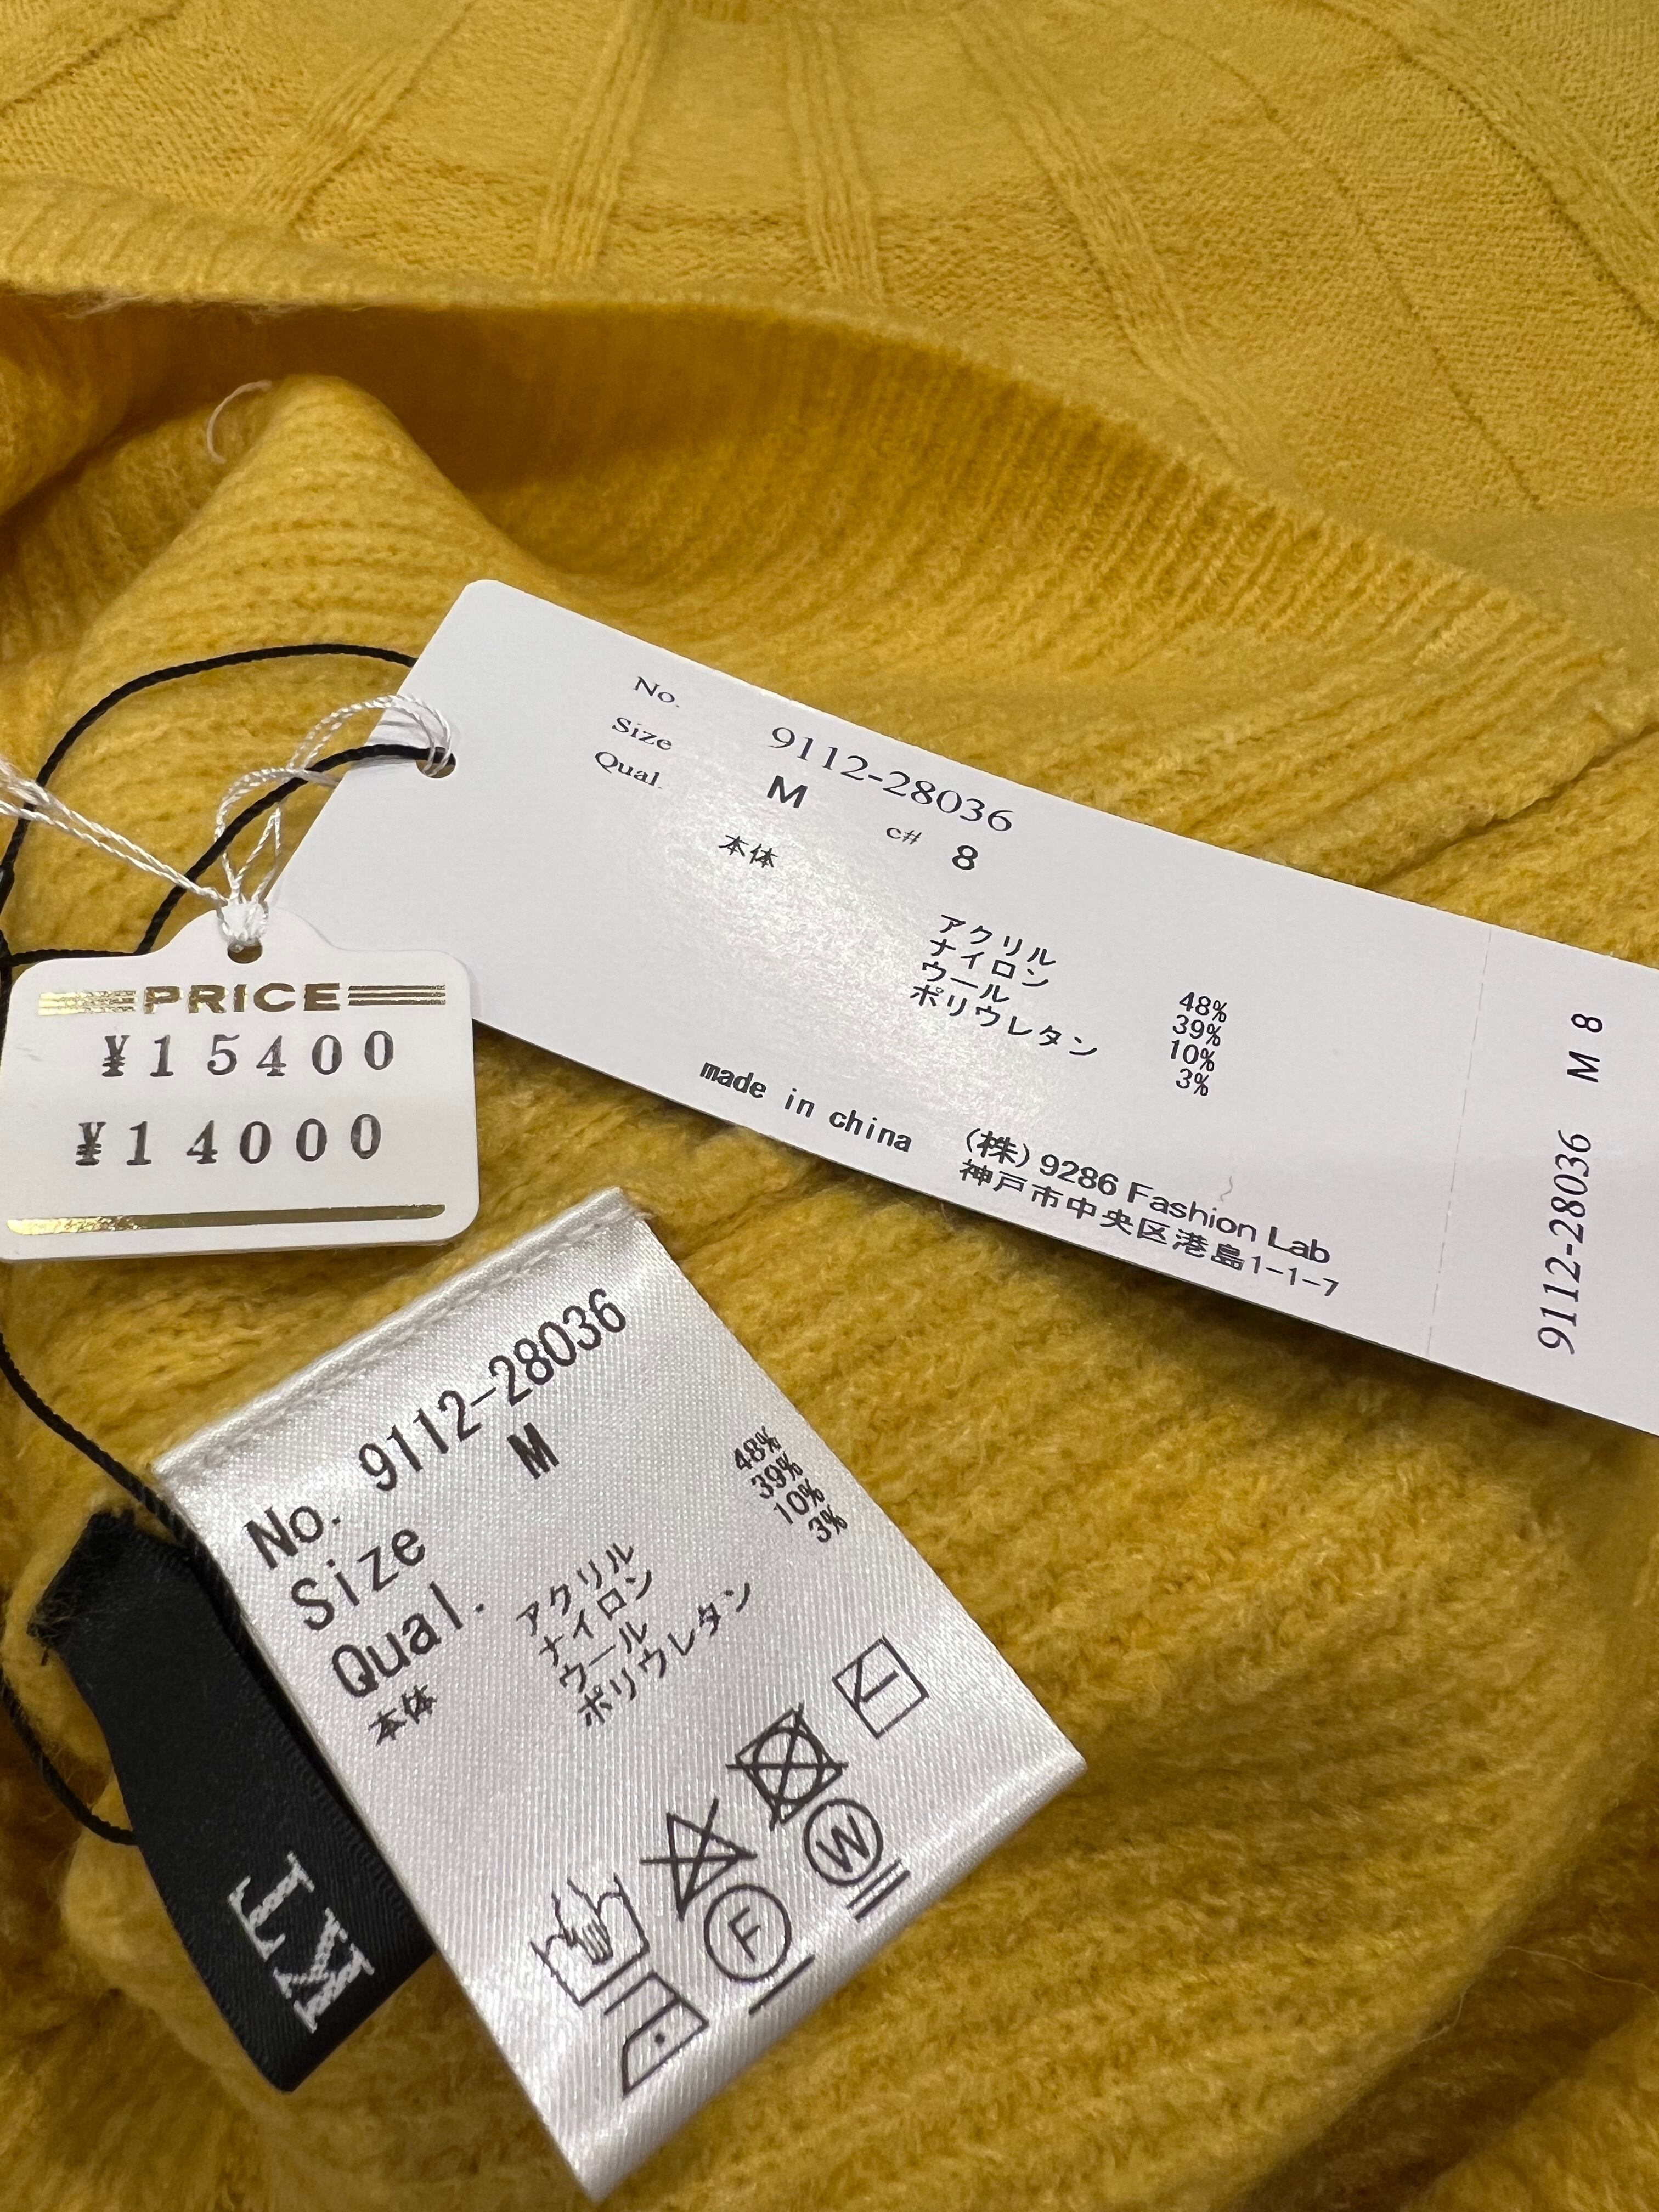 No. 9112-28036
Size M c# 8
Qual.
本体
アクリル 48%
ナイロン 39%
ウール 10%
ポリウレタン 3%
made in china
(株) 9286 Fashion Lab
神戸市中央区港島1-1-7
9112-28036 M 8
PRICE
¥15400
¥14000
No. 9112-28036
Size M
Qual.
本体
アクリル 48%
ナイロン 39%
ウール 10%
ポリウレタン 3%
F
W
KT